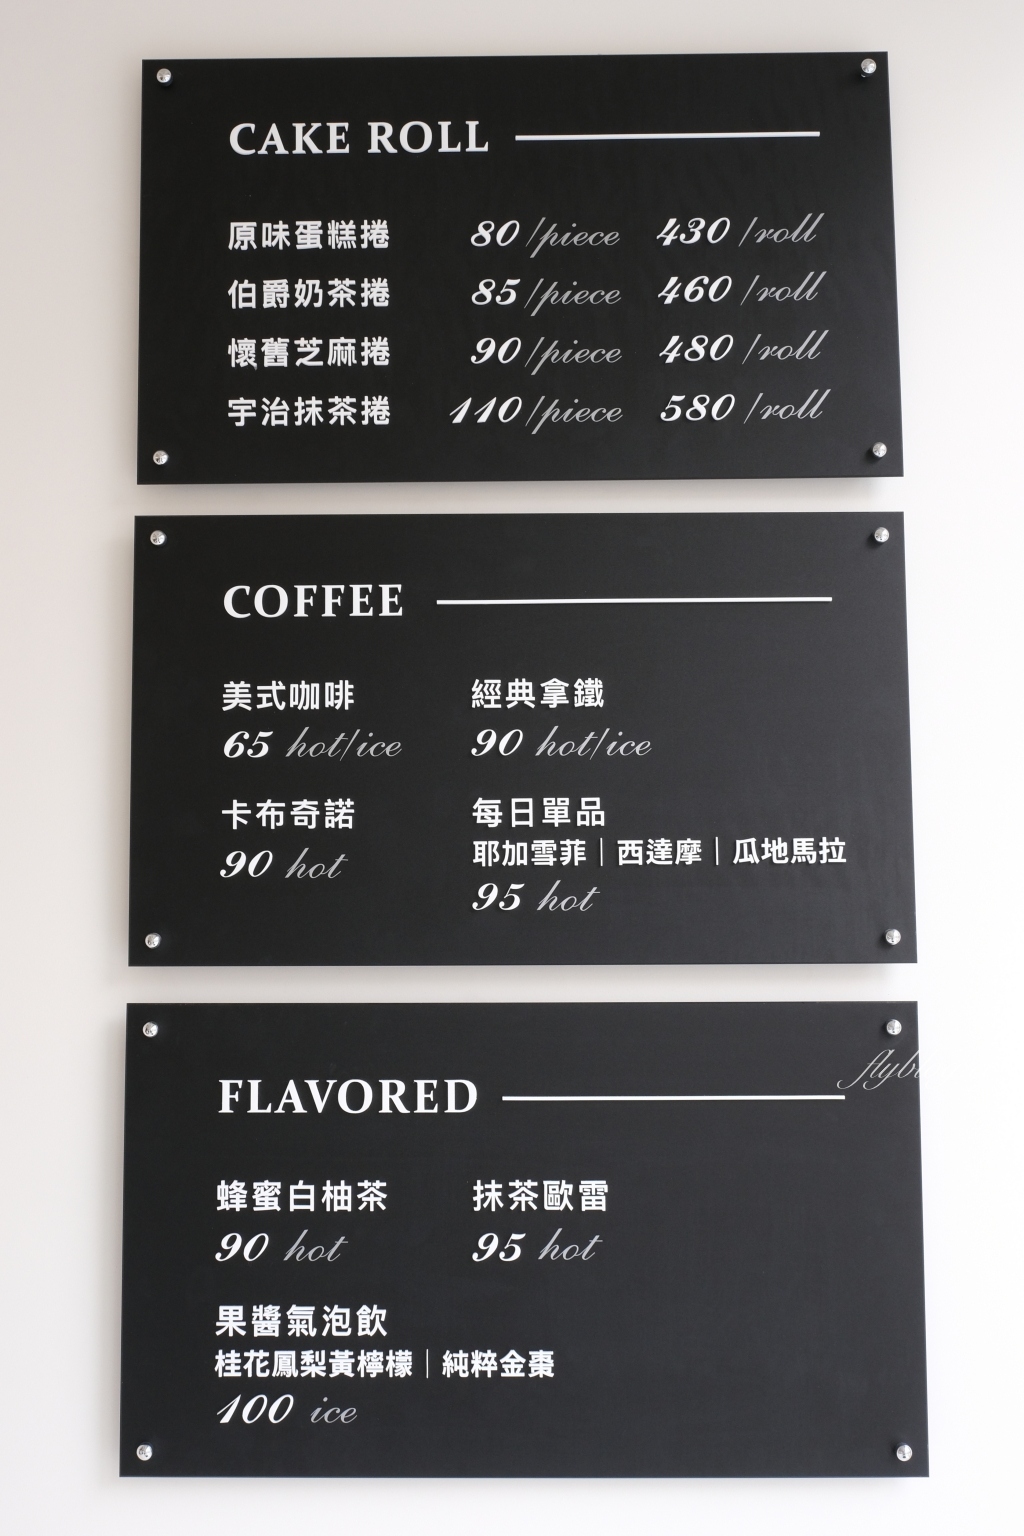 CAKE ROLL
原味蛋糕捲 80 /piece 430 /roll
伯爵奶茶捲 85 /piece 460 /roll
懷舊芝麻捲 90 /piece 480 /roll
宇治抹茶捲 110 /piece 580 /roll
COFFEE
美式咖啡 經典拿鐵
65 hot/ice 90 hot/ice
卡布奇諾 每日單品
耶加雪菲｜西達摩｜瓜地馬拉
90 hot
95 hot
flybl
FLAVORED
蜂蜜白柚茶 抹茶歐雷
90 hot 95 hot
果醬氣泡飲
桂花鳳梨黃檸檬｜純粹金棗
100 ice